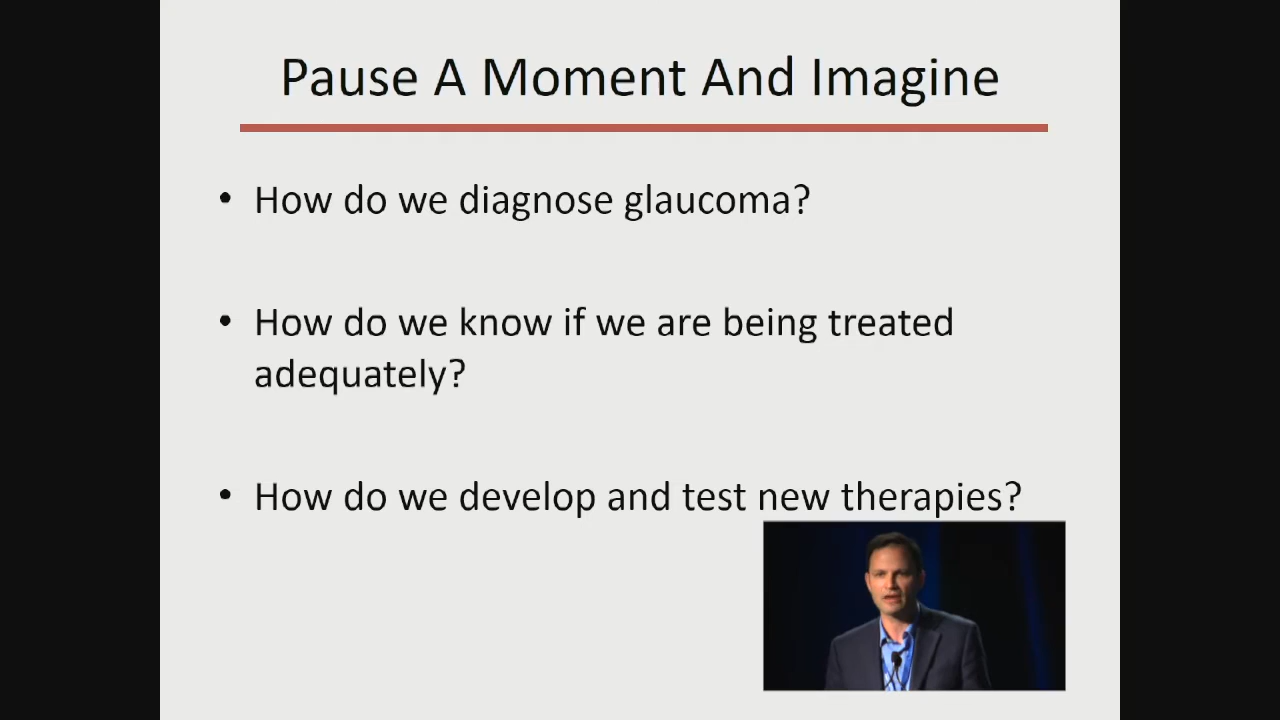 Pause A Moment And Imagine
• How do we diagnose glaucoma?
• How do we know if we are being treated
adequately?
• How do we develop and test new therapies?